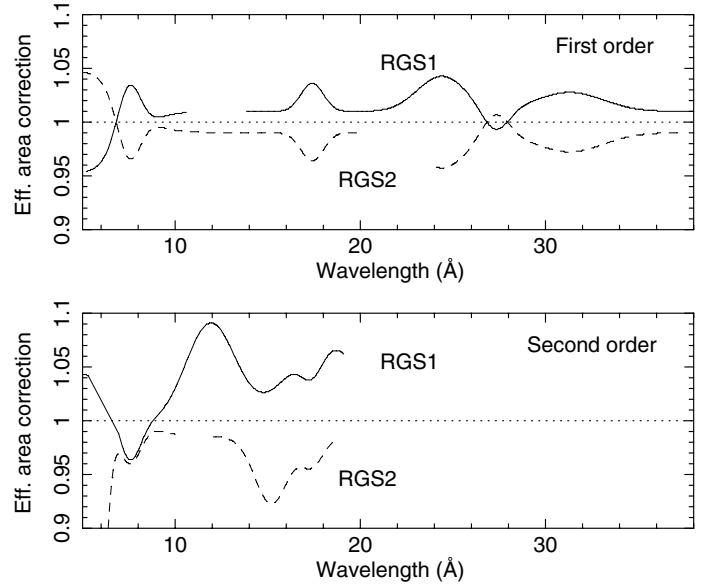 1.1
First order
RGS1
1.05
1
0.95
RGS2
0.9
Eff. area correction
10 20 30
Wavelength (Å)
1.1
Second order
RGS1
1.05
1
0.95
RGS2
0.9
Eff. area correction
10 20 30
Wavelength (Å)